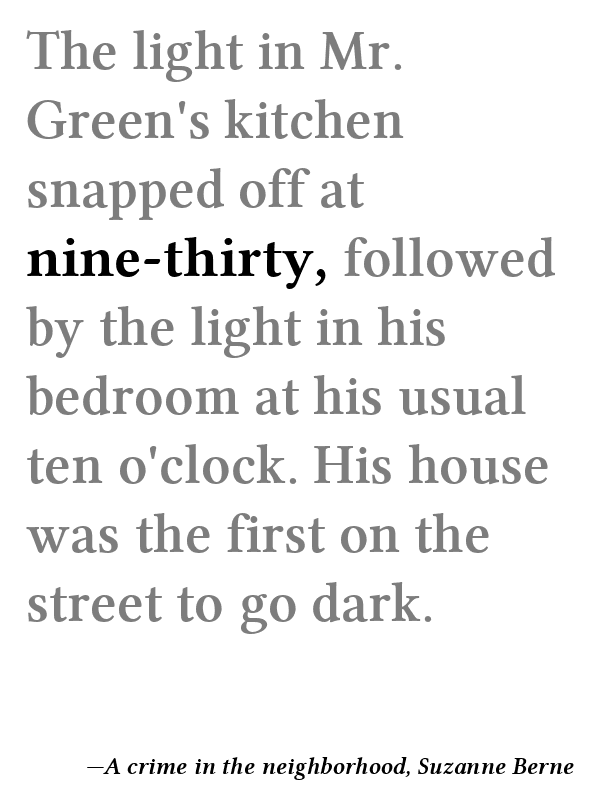 The light in Mr.
Green's kitchen
snapped off at
nine-thirty, followed
by the light in his
bedroom at his usual
ten o'clock. His house
was the first on the
street to go dark.
—A crime in the neighborhood, Suzanne Berne